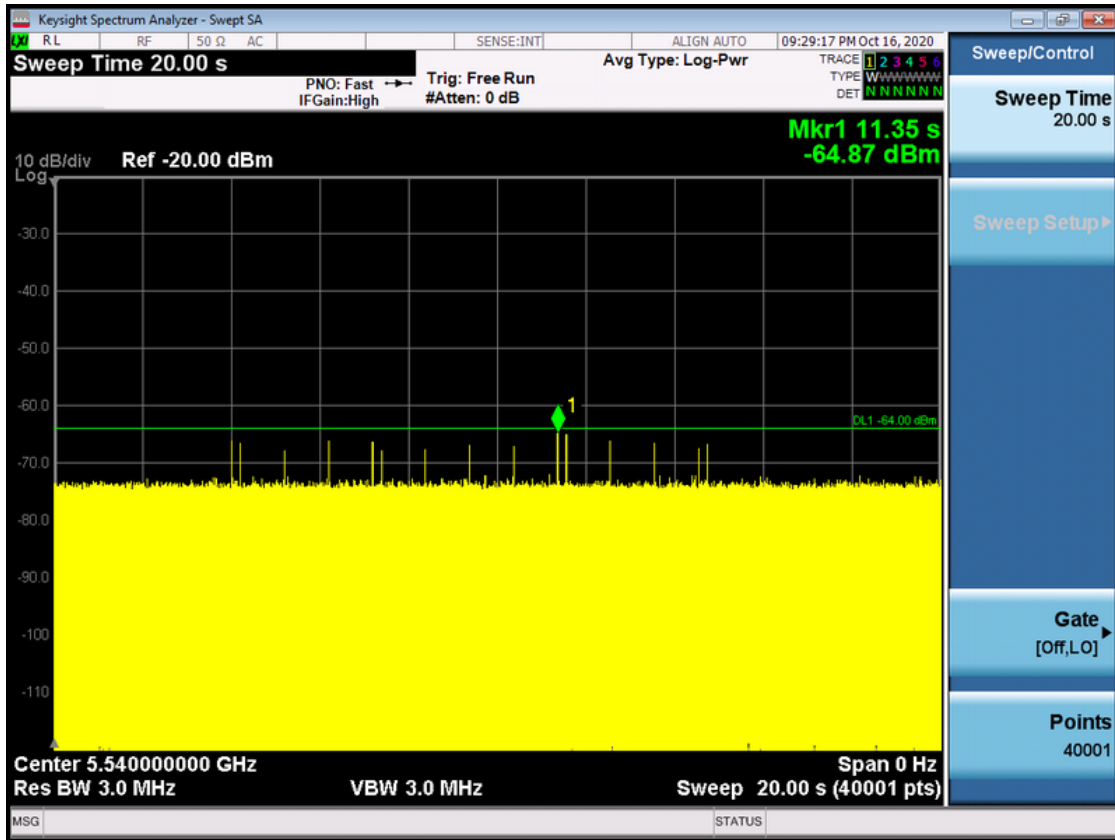 Keysight Spectrum Analyzer - Swept SA
LXI RL RF 50 Ω AC SENSE:INT ALIGN AUTO 09:29:17 PM Oct 16, 2020
Sweep Time 20.00 s
PNO: Fast
IFGain:High
Trig: Free Run
#Atten: 0 dB
Avg Type: Log-Pwr
TRACE 1 2 3 4 5 6
TYPE WWWWWW
DET N N N N N N
Mkr1 11.35 s
-64.87 dBm
10 dB/div Ref -20.00 dBm
Log
-30.0
-40.0
-50.0
-60.0
1
DL1 -64.00 dBm
-70.0
-80.0
-90.0
-100
-110
Center 5.540000000 GHz Span 0 Hz
Res BW 3.0 MHz VBW 3.0 MHz Sweep 20.00 s (40001 pts)
MSG STATUS
Sweep/Control
Sweep Time
20.00 s
Sweep Setup
Gate
[Off,LO]
Points
40001